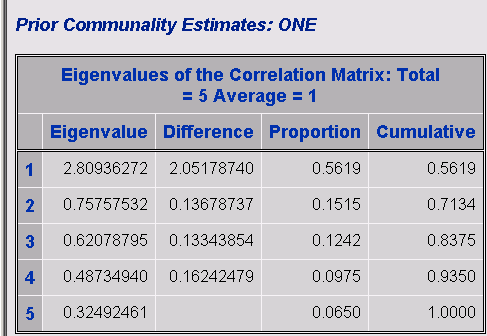 Prior Communality Estimates: ONE
Eigenvalues of the Correlation Matrix: Total
= 5 Average = 1
Eigenvalue Difference Proportion Cumulative
1 2.80936272 2.05178740 0.5619 0.5619
2 0.75757532 0.13678737 0.1515 0.7134
3 0.62078795 0.13343854 0.1242 0.8375
4 0.48734940 0.16242479 0.0975 0.9350
5 0.32492461 0.0650 1.0000